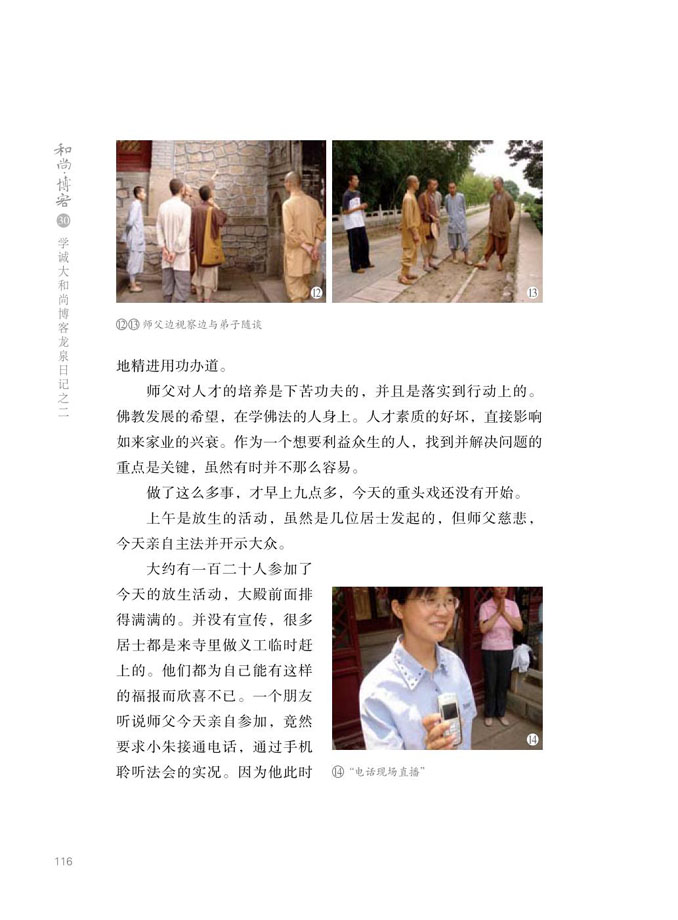 和尚·博客
30
学诚大和尚博客龙泉日记之二
12
13
⑫⑬ 师父边视察边与弟子随谈
地精进用功办道。
师父对人才的培养是下苦功夫的，并且是落实到行动上的。
佛教发展的希望，在学佛法的人身上。人才素质的好坏，直接影响
如来家业的兴衰。作为一个想要利益众生的人，找到并解决问题的
重点是关键，虽然有时并不那么容易。
做了这么多事，才早上九点多，今天的重头戏还没有开始。
上午是放生的活动，虽然是几位居士发起的，但师父慈悲，
今天亲自主法并开示大众。
大约有一百二十人参加了
今天的放生活动，大殿前面排
得满满的。并没有宣传，很多
居士都是来寺里做义工临时赶
上的。他们都为自己能有这样
的福报而欣喜不已。一个朋友
听说师父今天亲自参加，竟然
要求小朱接通电话，通过手机
聆听法会的实况。因为他此时
14
⑭ “电话现场直播”
116